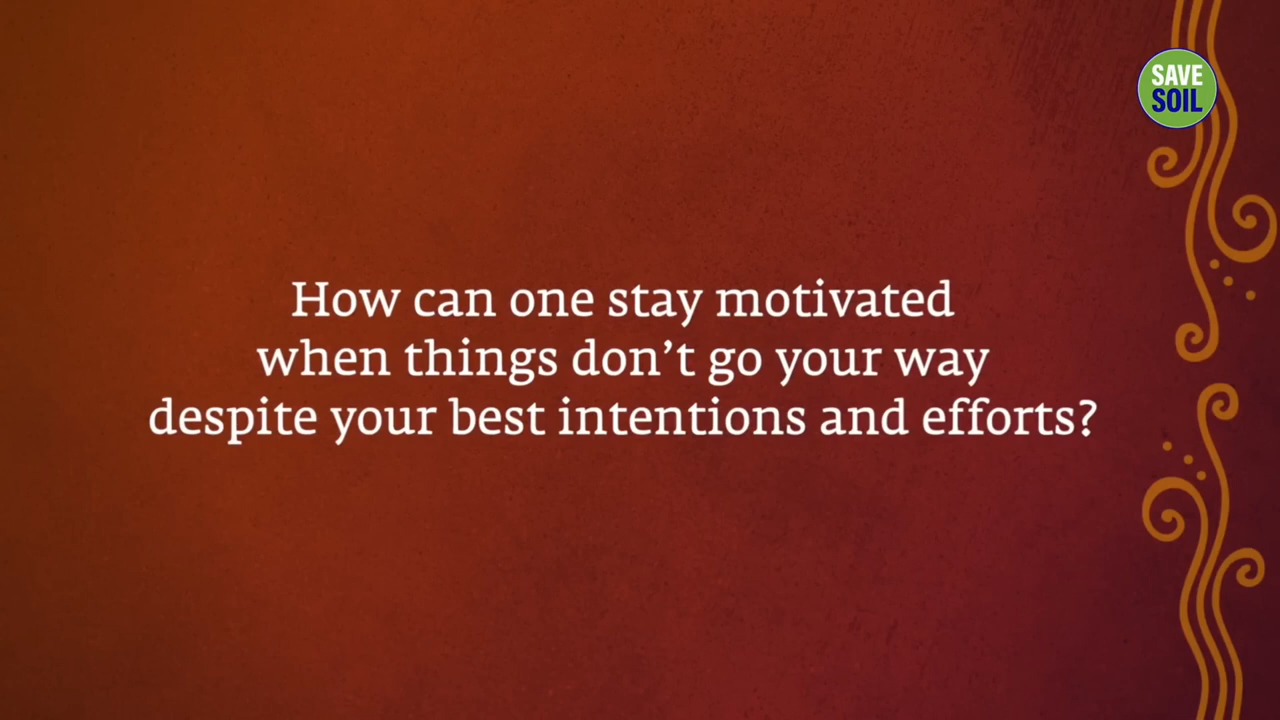 SAVE
SOIL
How can one stay motivated
when things don’t go your way
despite your best intentions and efforts?